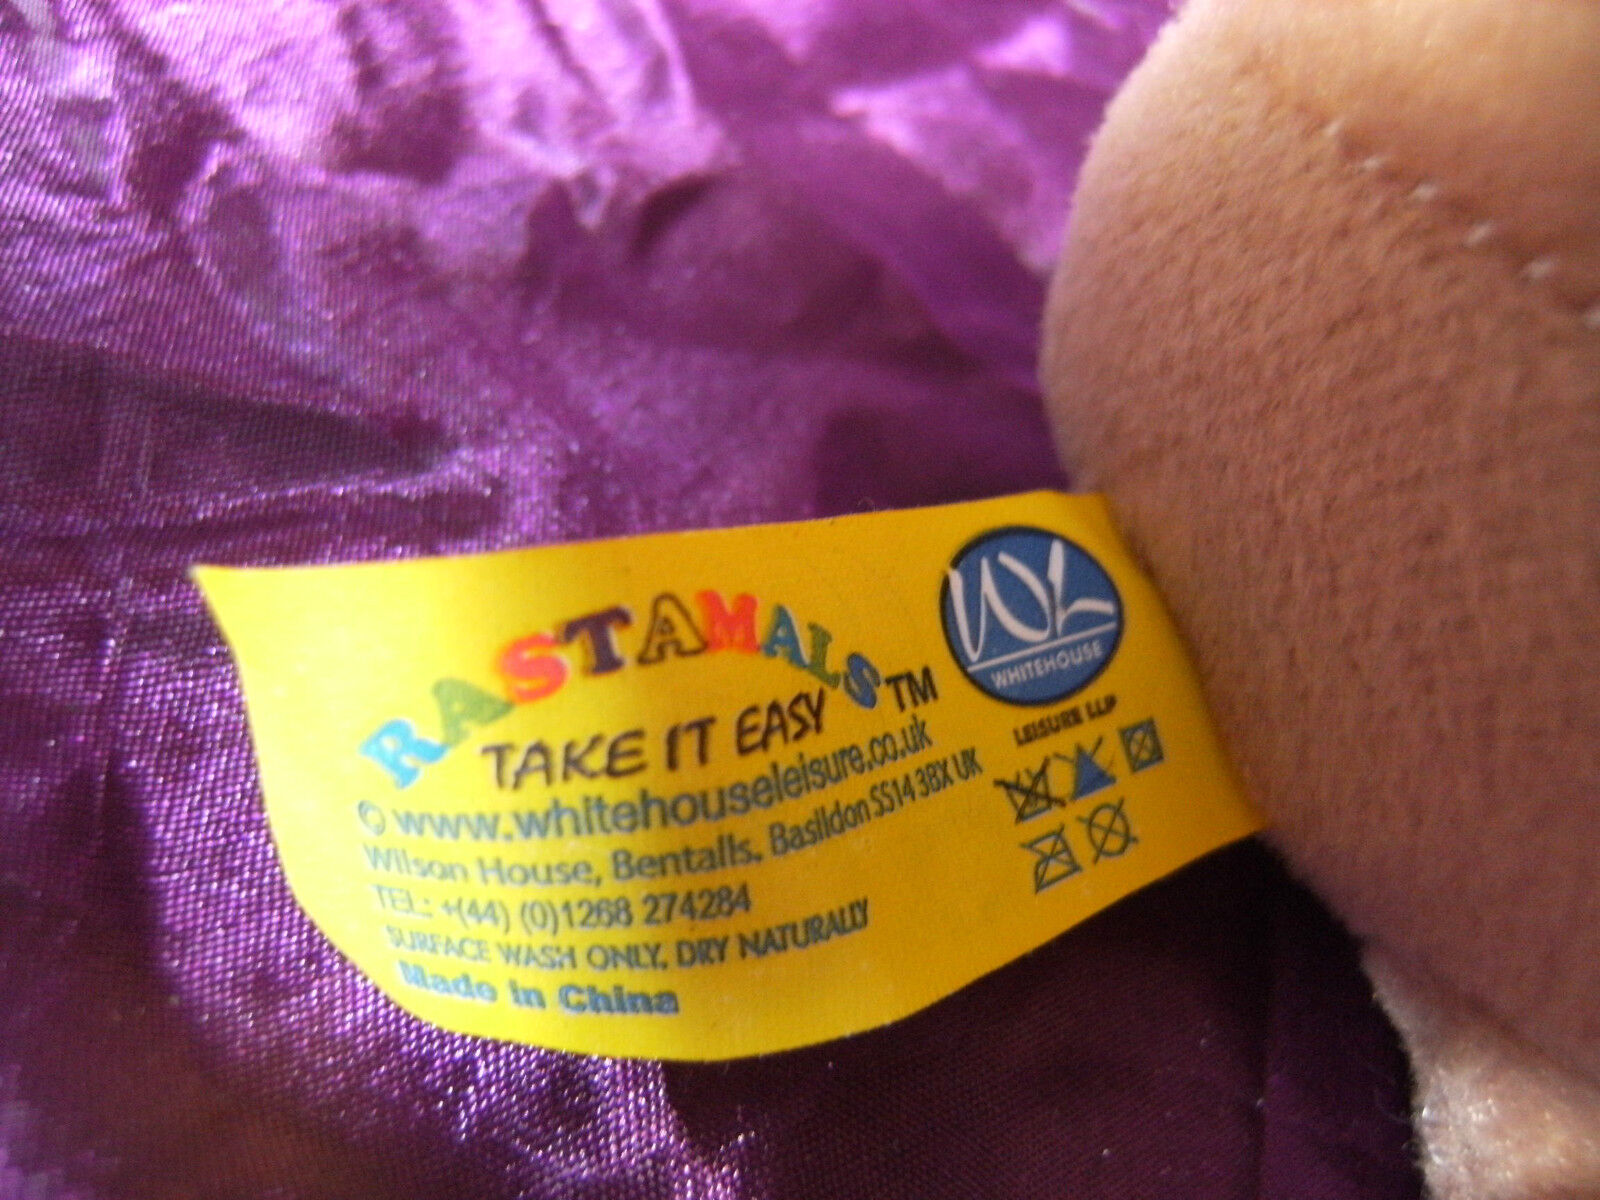 RASTAMALS™
TAKE IT EASY
© www.whitehouseleisure.co.uk
Wilson House, Bentalls, Basildon SS14 3BX UK
TEL: +(44) (0)1268 274284
SURFACE WASH ONLY. DRY NATURALLY
Made in China
WL
WHITEHOUSE
LEISURE LLP